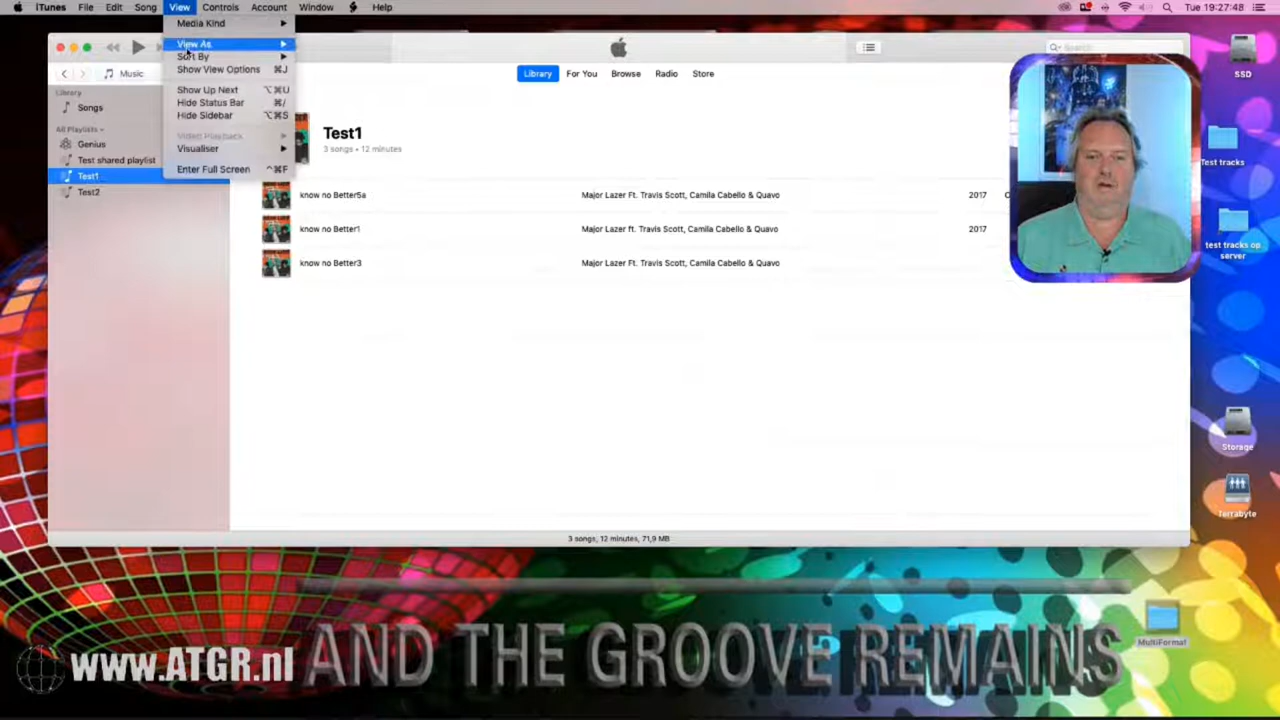 iTunes File Edit Song View Controls Account Window Help Tue 19:27:48
Media Kind
View As
Sort By
Show View Options ⌘J
Show Up Next ⌥⌘U
Hide Status Bar ⌘/
Hide Sidebar ⌥⌘S
Video Playback
Visualiser
Enter Full Screen ^⌘F
Search
Music
Library For You Browse Radio Store
Library
Songs
All Playlists
Genius
Test shared playlist
Test1
Test2
Test1
3 songs • 12 minutes
know no Better5a Major Lazer Ft. Travis Scott, Camila Cabello & Quavo 2017
know no Better1 Major Lazer ft. Travis Scott, Camila Cabello & Quavo 2017
know no Better3 Major Lazer Ft. Travis Scott, Camila Cabello & Quavo
3 songs, 12 minutes, 71,9 MB
SSD
Test tracks
test tracks op
server
Storage
Terrabyte
MultiFormat
www.ATGR.nl
AND THE GROOVE REMAINS